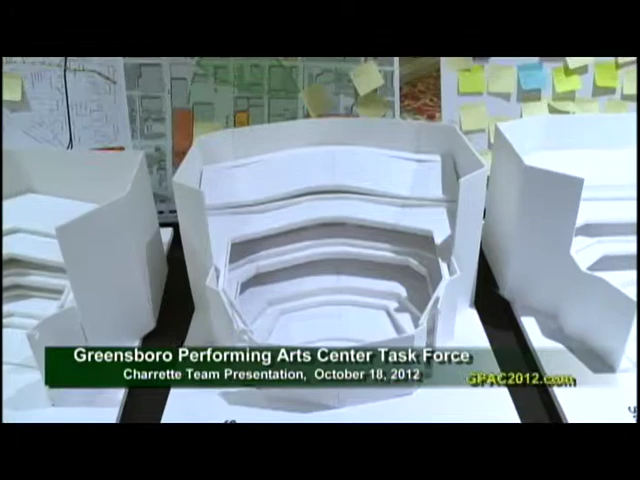 Greensboro Performing Arts Center Task Force
Charrette Team Presentation, October 18, 2012
GPAC2012.com